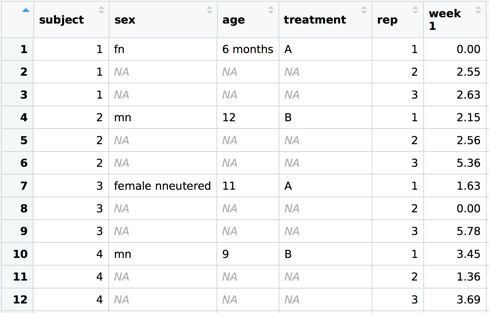 subject sex age treatment rep week 1
1 1 fn 6 months A 1 0.00
2 1 NA NA NA 2 2.55
3 1 NA NA NA 3 2.63
4 2 mn 12 B 1 2.15
5 2 NA NA NA 2 2.56
6 2 NA NA NA 3 5.36
7 3 female nneutered 11 A 1 1.63
8 3 NA NA NA 2 0.00
9 3 NA NA NA 3 5.78
10 4 mn 9 B 1 3.45
11 4 NA NA NA 2 1.36
12 4 NA NA NA 3 3.69